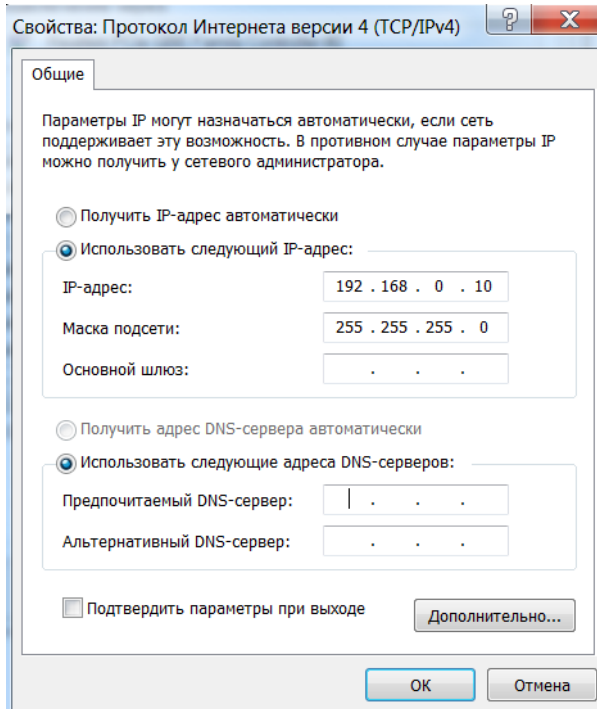 Свойства: Протокол Интернета версии 4 (TCP/IPv4)
Общие
Параметры IP могут назначаться автоматически, если сеть
поддерживает эту возможность. В противном случае параметры IP
можно получить у сетевого администратора.
Получить IP-адрес автоматически
Использовать следующий IP-адрес:
IP-адрес: 192 . 168 . 0 . 10
Маска подсети: 255 . 255 . 255 . 0
Основной шлюз: . . .
Получить адрес DNS-сервера автоматически
Использовать следующие адреса DNS-серверов:
Предпочитаемый DNS-сервер: . . .
Альтернативный DNS-сервер: . . .
Подтвердить параметры при выходе
Дополнительно...
ОК Отмена